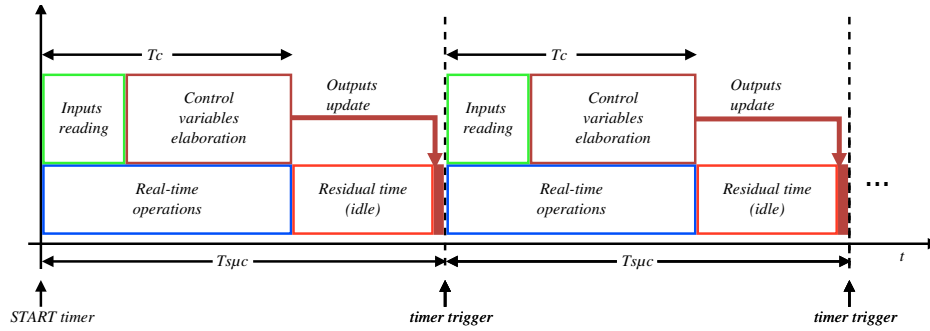 Tc
Tc
Inputs
reading
Control
variables
elaboration
Outputs
update
Inputs
reading
Control
variables
elaboration
Outputs
update
Real-time
operations
Residual time
(idle)
Real-time
operations
Residual time
(idle)
...
Tsµc
Tsµc
t
START timer
timer trigger
timer trigger